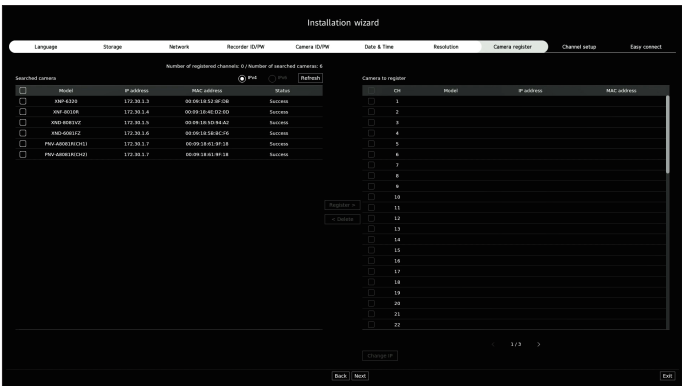 Installation wizard
Language Storage Network Recorder ID/PW Camera ID/PW Date & Time Resolution Camera register Channel setup Easy connect
Number of registered channels: 0 / Number of searched cameras: 6
Searched camera IPv4 IPv6 Refresh Camera to register
Model IP address MAC address Status CH Model IP address MAC address
XNP-6320 172.30.1.3 00:09:18:52:8F:DB Success 1
XNF-8010R 172.30.1.4 00:09:18:4E:D2:0D Success 2
XND-8081VZ 172.30.1.5 00:09:18:5D:94:A2 Success 3
XND-6081FZ 172.30.1.6 00:09:18:5B:BC:F6 Success 4
PNV-A8081R(CH1) 172.30.1.7 00:09:18:61:9F:18 Success 5
PNV-A8081R(CH2) 172.30.1.7 00:09:18:61:9F:18 Success 6
7
8
9
10
Register > 11
< Delete 12
13
14
15
16
17
18
19
20
21
22
< 1 / 3 >
Change IP
Back Next Exit